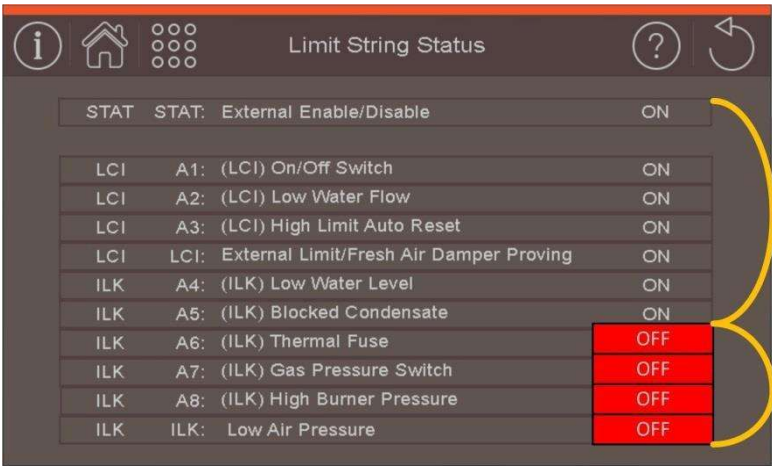 i Limit String Status ?
STAT STAT: External Enable/Disable ON
LCI A1: (LCI) On/Off Switch ON
LCI A2: (LCI) Low Water Flow ON
LCI A3: (LCI) High Limit Auto Reset ON
LCI LCI: External Limit/Fresh Air Damper Proving ON
ILK A4: (ILK) Low Water Level ON
ILK A5: (ILK) Blocked Condensate ON
ILK A6: (ILK) Thermal Fuse OFF
ILK A7: (ILK) Gas Pressure Switch OFF
ILK A8: (ILK) High Burner Pressure OFF
ILK ILK: Low Air Pressure OFF